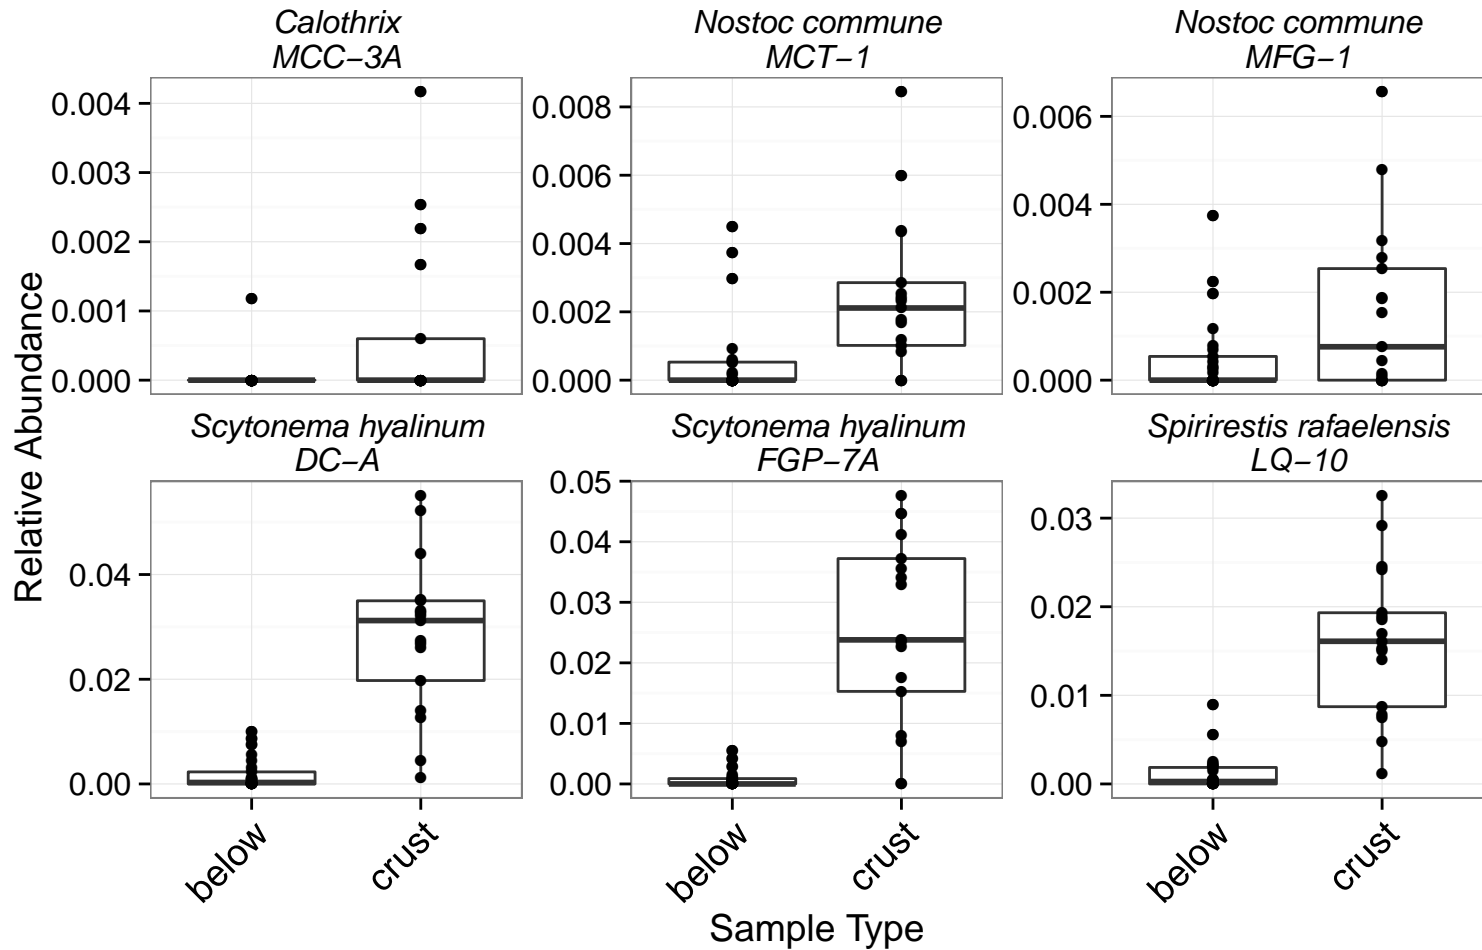 Calothrix
MCC−3A
Nostoc commune
MCT−1
Nostoc commune
MFG−1
0.004
0.003
0.002
0.001
0.000
0.008
0.006
0.004
0.002
0.000
0.006
0.004
0.002
0.000
Scytonema hyalinum
DC−A
Scytonema hyalinum
FGP−7A
Spirirestis rafaelensis
LQ−10
0.04
0.02
0.00
0.05
0.04
0.03
0.02
0.01
0.00
0.03
0.02
0.01
0.00
below
crust
below
crust
below
crust
Relative Abundance
Sample Type